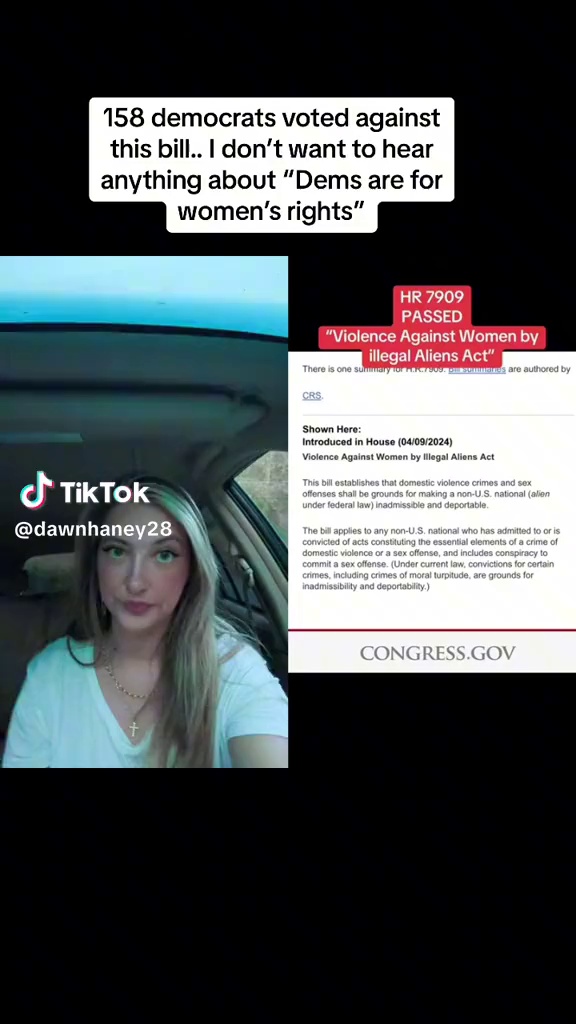 158 democrats voted against
this bill.. I don’t want to hear
anything about “Dems are for
women’s rights”
HR 7909
PASSED
“Violence Against Women by
illegal Aliens Act”
There is one summary for H.R.7909. Bill summaries are authored by
CRS.
Shown Here:
Introduced in House (04/09/2024)
Violence Against Women by Illegal Aliens Act
This bill establishes that domestic violence crimes and sex
offenses shall be grounds for making a non-U.S. national (alien
under federal law) inadmissible and deportable.
The bill applies to any non-U.S. national who has admitted to or is
convicted of acts constituting the essential elements of a crime of
domestic violence or a sex offense, and includes conspiracy to
commit a sex offense. (Under current law, convictions for certain
crimes, including crimes of moral turpitude, are grounds for
inadmissibility and deportability.)
CONGRESS.GOV
TikTok
@dawnhaney28